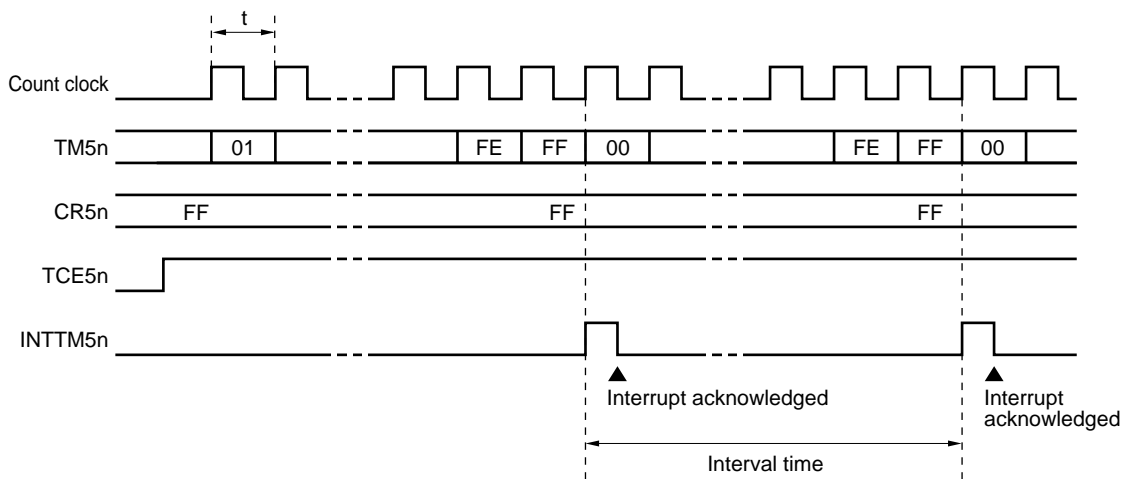 t
Count clock
TM5n 01 FE FF 00 FE FF 00
CR5n FF FF FF
TCE5n
INTTM5n
Interrupt acknowledged
Interrupt
acknowledged
Interval time